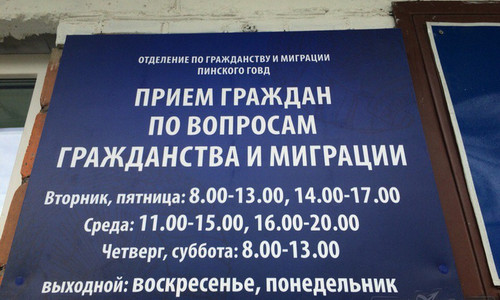 ОТДЕЛЕНИЕ ПО ГРАЖДАНСТВУ И МИГРАЦИИ
ПИНСКОГО ГОВД
ПРИЕМ ГРАЖДАН
ПО ВОПРОСАМ
ГРАЖДАНСТВА И МИГРАЦИИ
Вторник, пятница: 8.00-13.00, 14.00-17.00
Среда: 11.00-15.00, 16.00-20.00
Четверг, суббота: 8.00-13.00
выходной: воскресенье, понедельник